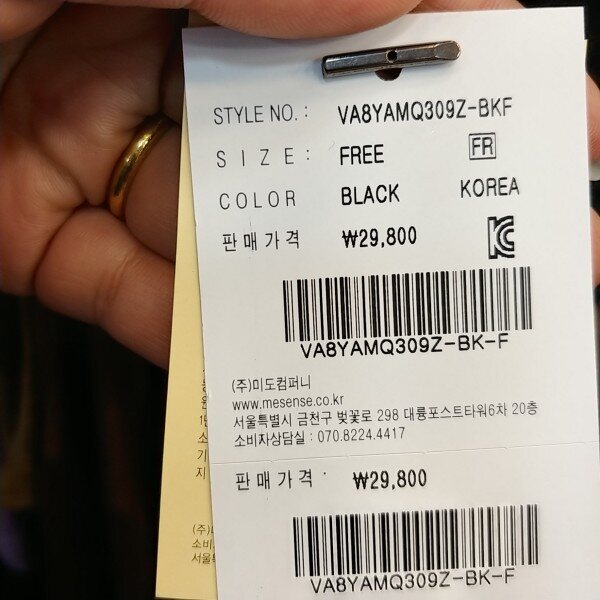 STYLE NO. : VA8YAMQ309Z-BKF
SIZE : FREE FR
COLOR BLACK KOREA
판매가격 ₩29,800
VA8YAMQ309Z-BK-F
(주)미도컴퍼니
www.mesense.co.kr
서울특별시 금천구 벚꽃로 298 대륭포스트타워6차 20층
소비자상담실 : 070.8224.4417
판매가격 : ₩29,800
VA8YAMQ309Z-BK-F